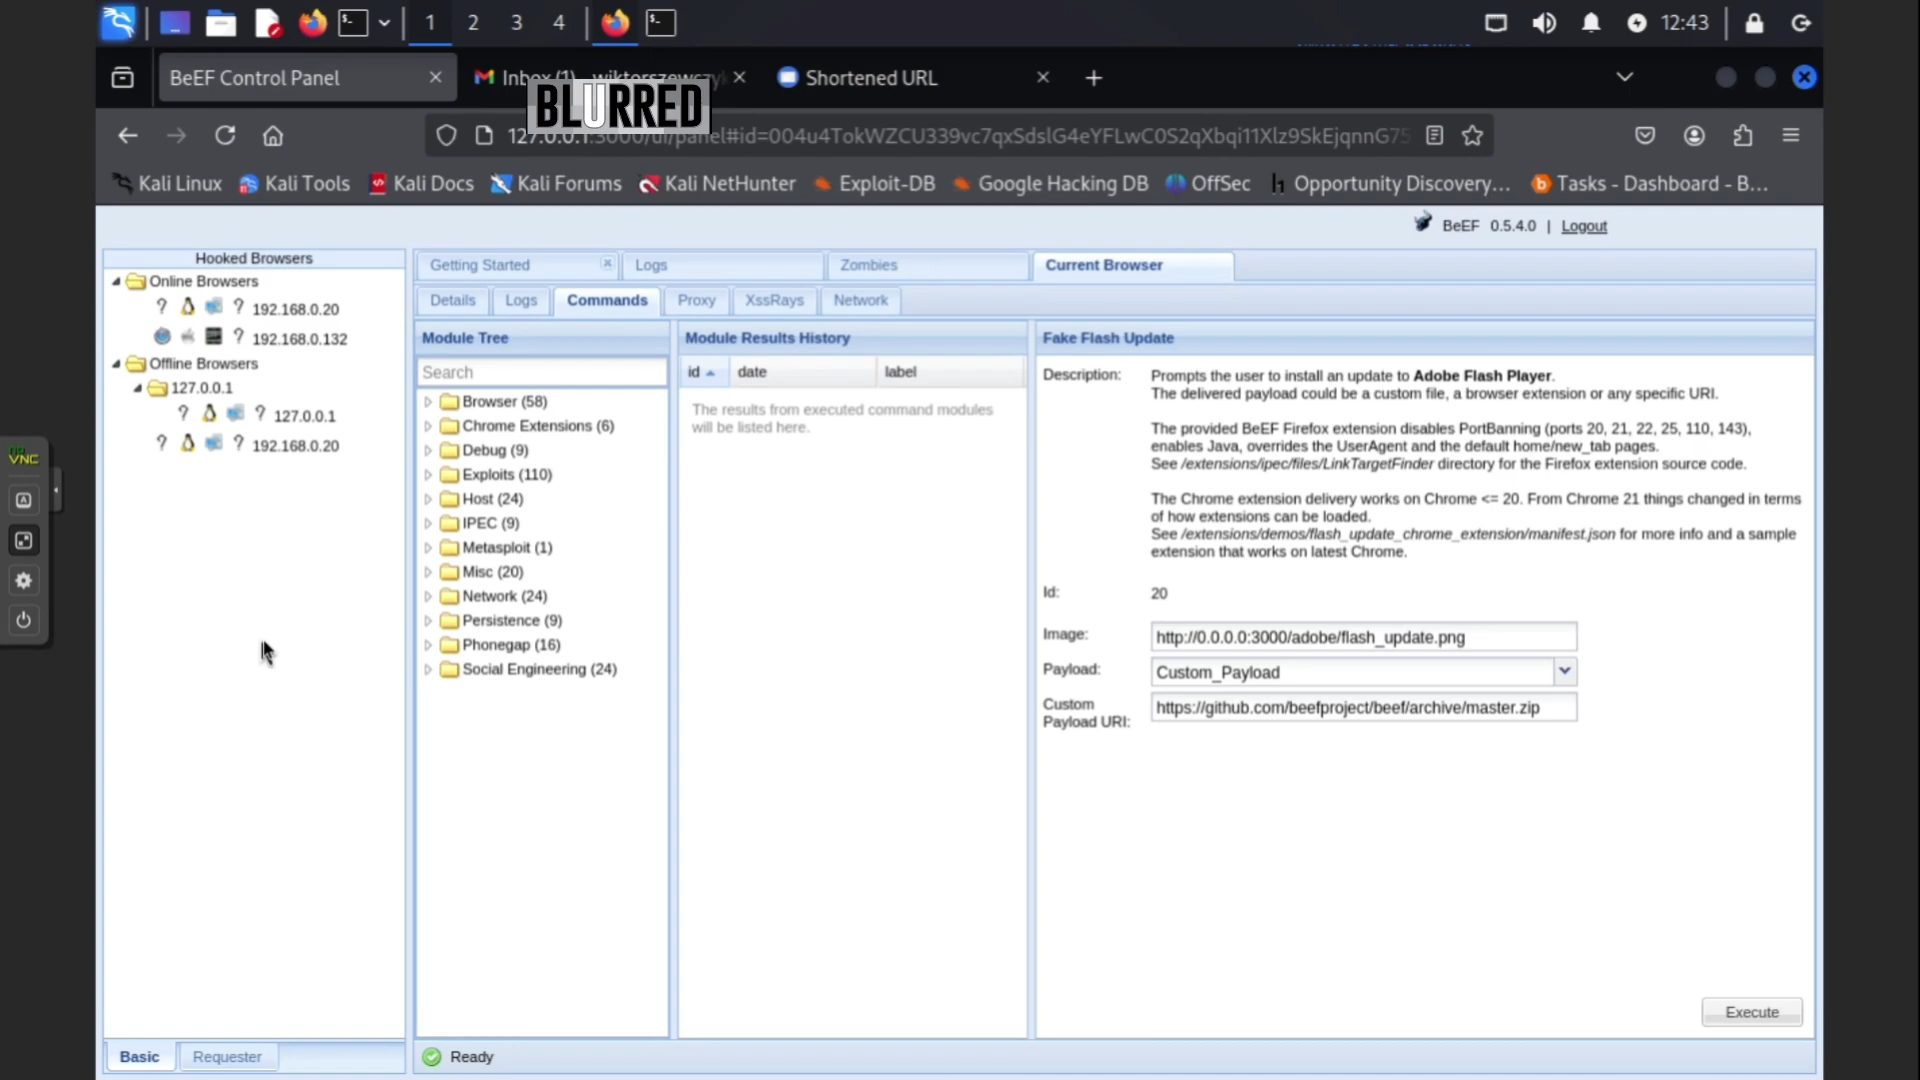 1 2 3 4 12:43
BeEF Control Panel
Inbox (1)
Shortened URL
BLURRED
Kali Linux Kali Tools Kali Docs Kali Forums Kali NetHunter Exploit-DB Google Hacking DB OffSec Opportunity Discovery... Tasks - Dashboard - B...
BeEF 0.5.4.0 | Logout
Hooked Browsers
Online Browsers
? ? 192.168.0.20
? 192.168.0.132
Offline Browsers
127.0.0.1
? ? 127.0.0.1
? ? 192.168.0.20
Basic Requester
VNC
A
Getting Started Logs Zombies Current Browser
Details Logs Commands Proxy XssRays Network
Module Tree
Search
Browser (58)
Chrome Extensions (6)
Debug (9)
Exploits (110)
Host (24)
IPEC (9)
Metasploit (1)
Misc (20)
Network (24)
Persistence (9)
Phonegap (16)
Social Engineering (24)
Module Results History
id date label
The results from executed command modules
will be listed here.
Fake Flash Update
Description: Prompts the user to install an update to Adobe Flash Player.
The delivered payload could be a custom file, a browser extension or any specific URI.
The provided BeEF Firefox extension disables PortBanning (ports 20, 21, 22, 25, 110, 143),
enables Java, overrides the UserAgent and the default home/new_tab pages.
See /extensions/ipec/files/LinkTargetFinder directory for the Firefox extension source code.
The Chrome extension delivery works on Chrome <= 20. From Chrome 21 things changed in terms
of how extensions can be loaded.
See /extensions/demos/flash_update_chrome_extension/manifest.json for more info and a sample
extension that works on latest Chrome.
Id: 20
Image: http://0.0.0.0:3000/adobe/flash_update.png
Payload: Custom_Payload
Custom
Payload URI: https://github.com/beefproject/beef/archive/master.zip
Execute
Ready